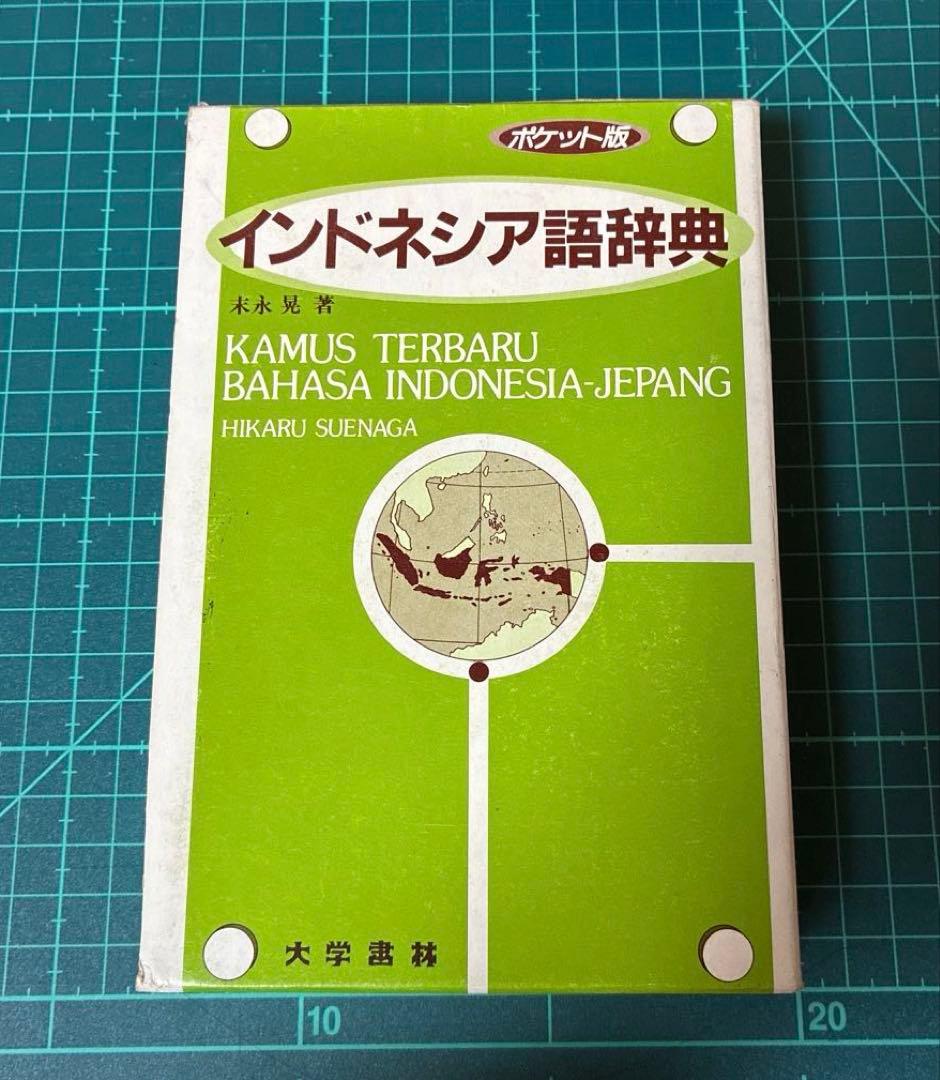 ポケット版
インドネシア語辞典
末永 晃 著
KAMUS TERBARU
BAHASA INDONESIA-JEPANG
HIKARU SUENAGA
大学書林
10
20